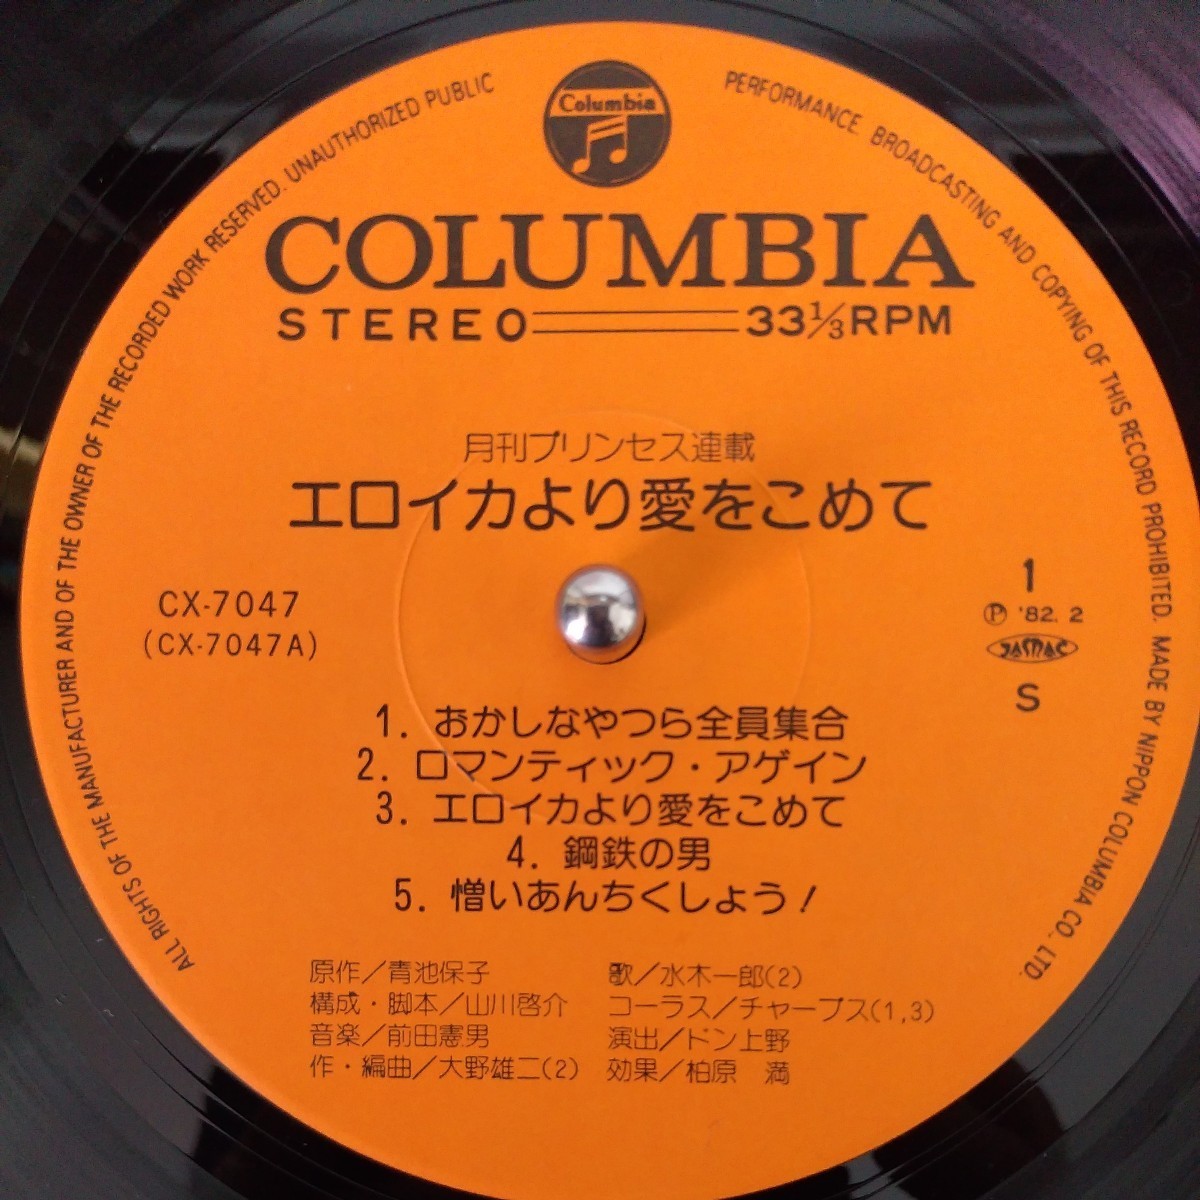 ALL RIGHTS OF THE MANUFACTURER AND OF THE OWNER OF THE RECORDED WORK RESERVED. UNAUTHORIZED PUBLIC PERFORMANCE. BROADCASTING AND COPYING OF THIS RECORD PROHIBITED. MADE BY NIPPON COLUMBIA CO. LTD.
Columbia
COLUMBIA
STEREO 33⅓RPM
月刊プリンセス連載
エロイカより愛をこめて
CX-7047
(CX-7047A)
1
Ⓟ '82. 2
JASRAC
S
1. おかしなやつら全員集合
2. ロマンティック・アゲイン
3. エロイカより愛をこめて
4. 鋼鉄の男
5. 憎いあんちくしょう!
原作/青池保子
構成・脚本/山川啓介
音楽/前田憲男
作・編曲/大野雄二(2)
歌/水木一郎(2)
コーラス/チャープス(1,3)
演出/ドン上野
効果/柏原 満